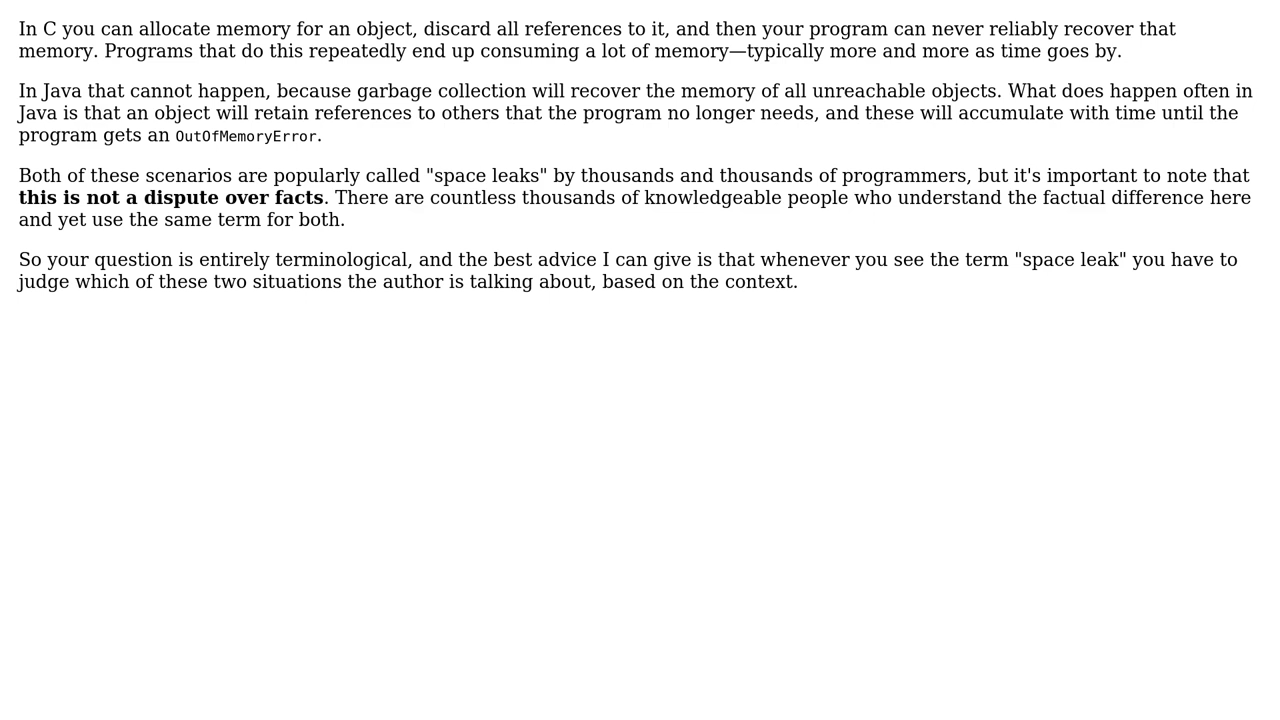 In C you can allocate memory for an object, discard all references to it, and then your program can never reliably recover that
memory. Programs that do this repeatedly end up consuming a lot of memory—typically more and more as time goes by.
In Java that cannot happen, because garbage collection will recover the memory of all unreachable objects. What does happen often in
Java is that an object will retain references to others that the program no longer needs, and these will accumulate with time until the
program gets an OutOfMemoryError.
Both of these scenarios are popularly called "space leaks" by thousands and thousands of programmers, but it's important to note that
this is not a dispute over facts. There are countless thousands of knowledgeable people who understand the factual difference here
and yet use the same term for both.
So your question is entirely terminological, and the best advice I can give is that whenever you see the term "space leak" you have to
judge which of these two situations the author is talking about, based on the context.